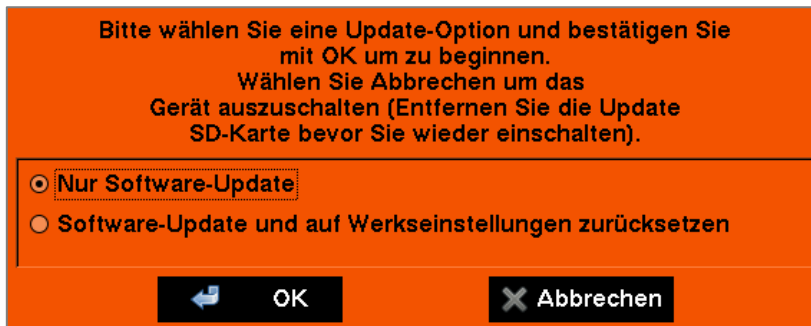 Bitte wählen Sie eine Update-Option und bestätigen Sie
mit OK um zu beginnen.
Wählen Sie Abbrechen um das
Gerät auszuschalten (Entfernen Sie die Update
SD-Karte bevor Sie wieder einschalten).
Nur Software-Update
Software-Update und auf Werkseinstellungen zurücksetzen
OK
Abbrechen